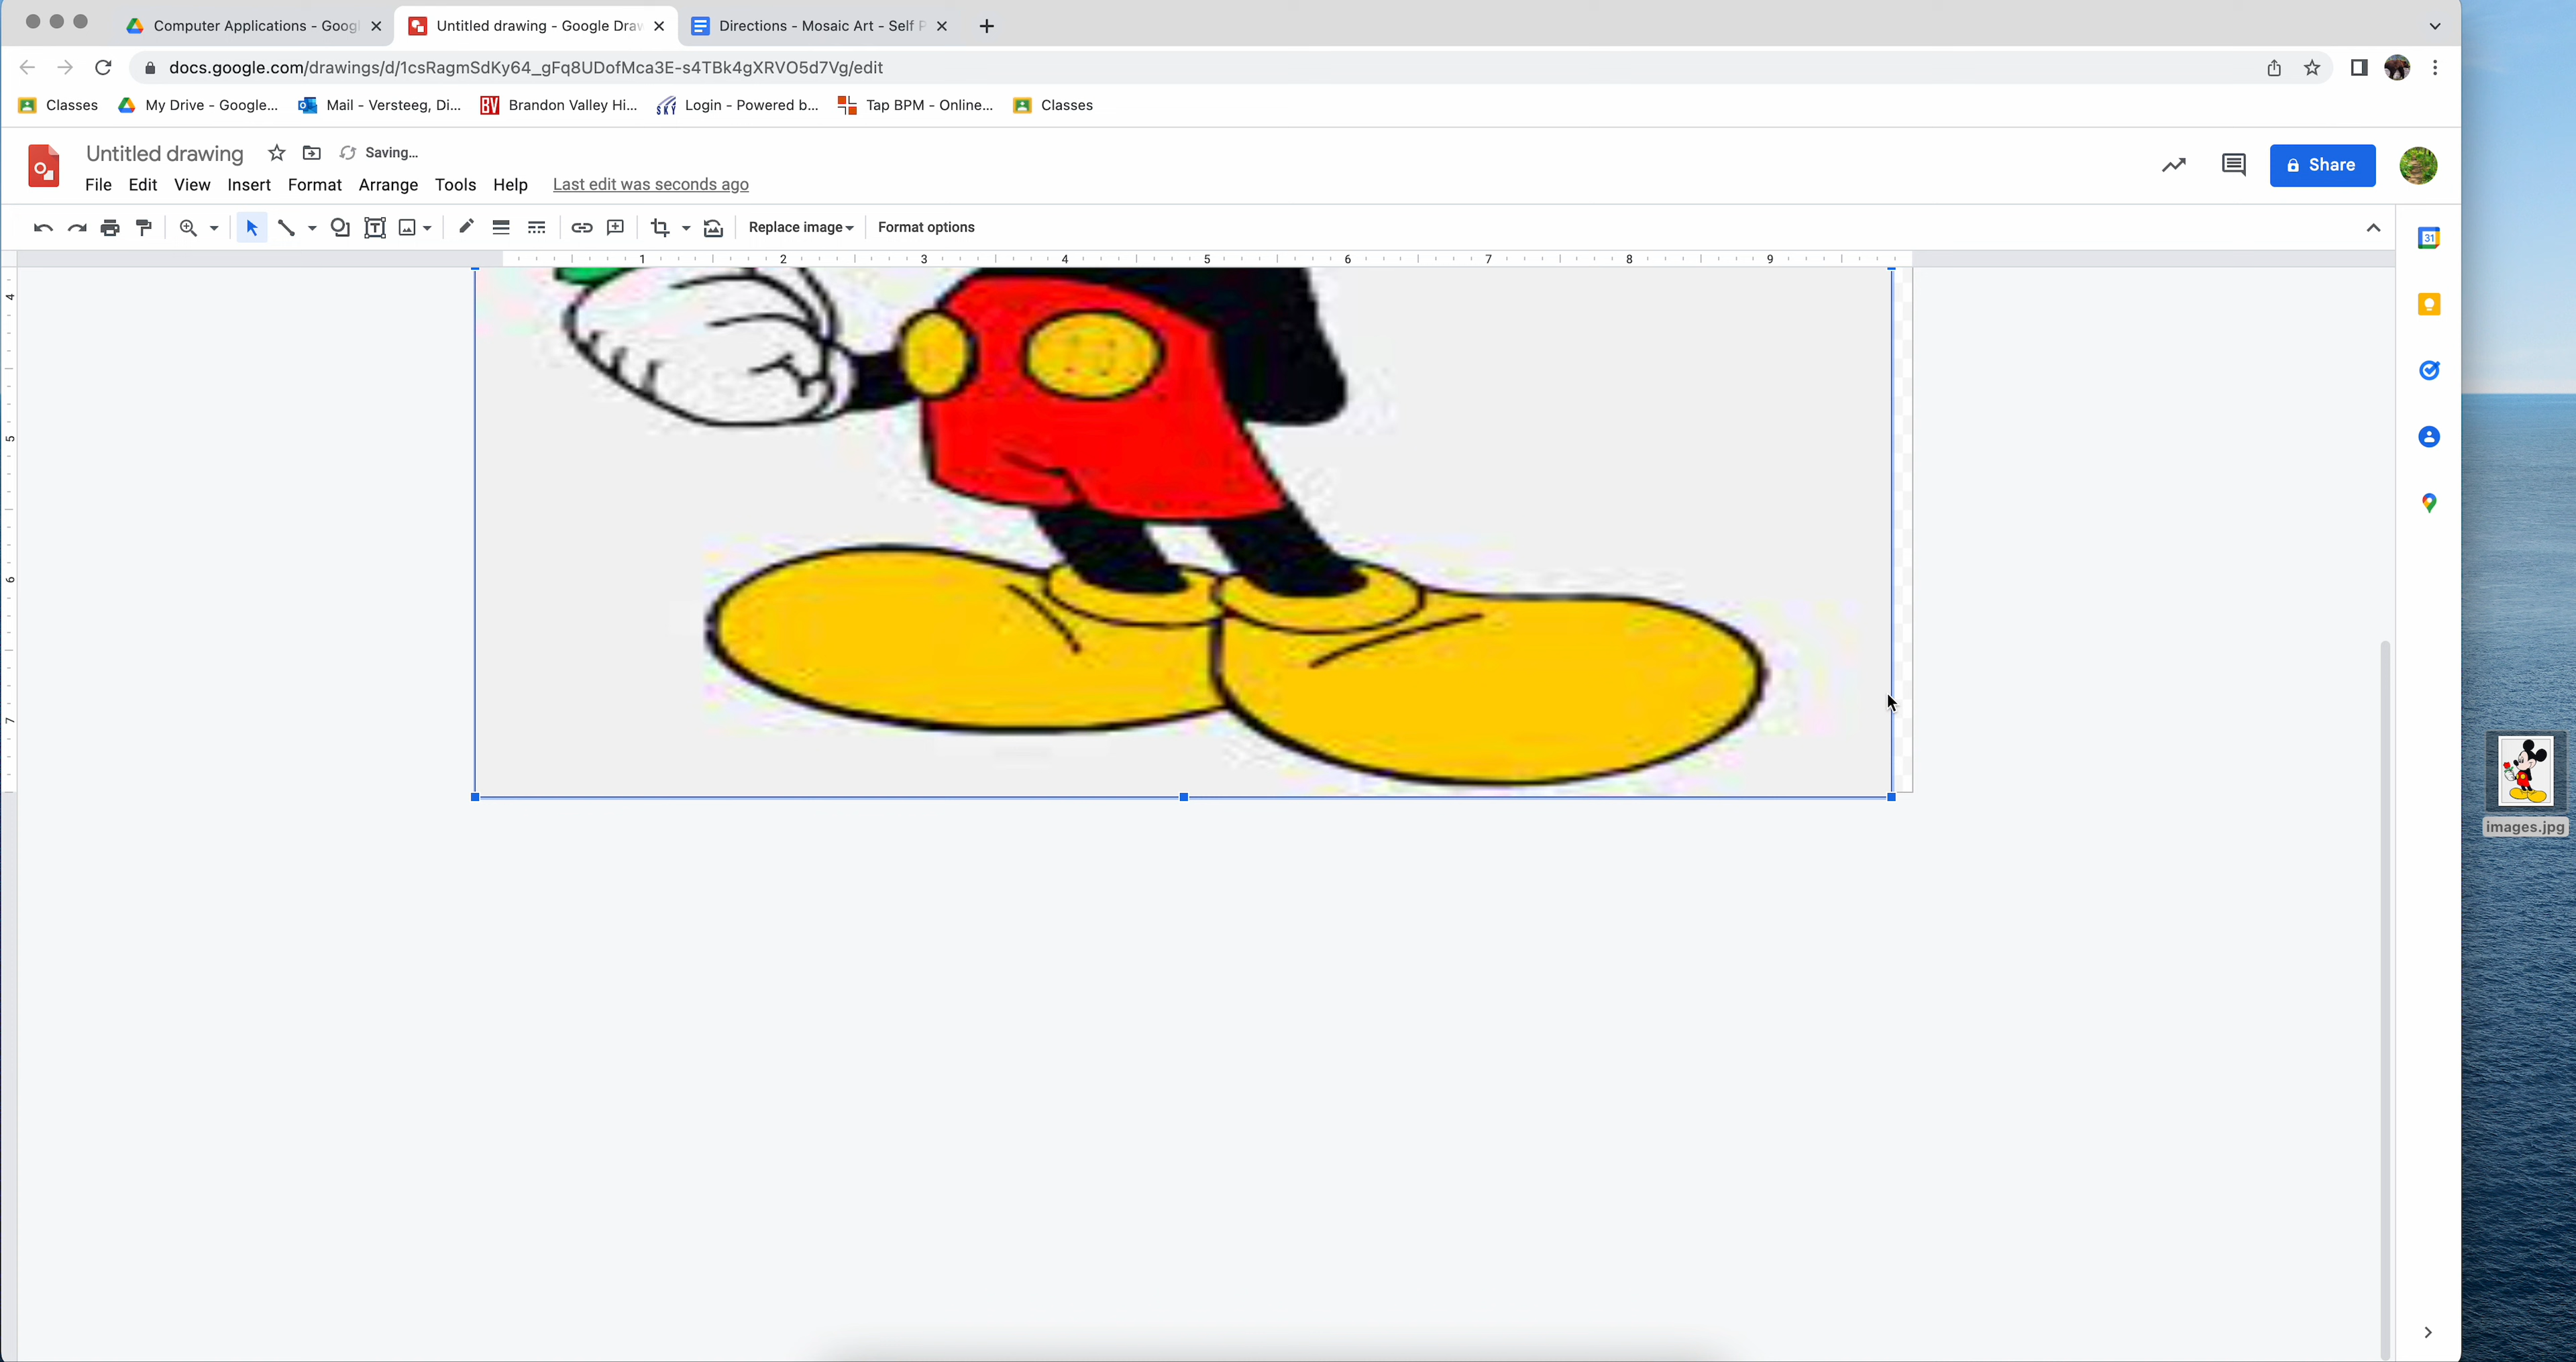 Computer Applications - Goog
Untitled drawing - Google Draw
Directions - Mosaic Art - Self P
docs.google.com/drawings/d/1csRagmSdKy64_gFq8UDofMca3E-s4TBk4gXRVO5d7Vg/edit
Classes My Drive - Google... Mail - Versteeg, Di... BV Brandon Valley Hi... SKY Login - Powered b... Tap BPM - Online... Classes
Untitled drawing Saving...
Share
File Edit View Insert Format Arrange Tools Help Last edit was seconds ago
Replace image Format options
31
1 2 3 4 5 6 7 8 9
4
5
6
7
images.jpg